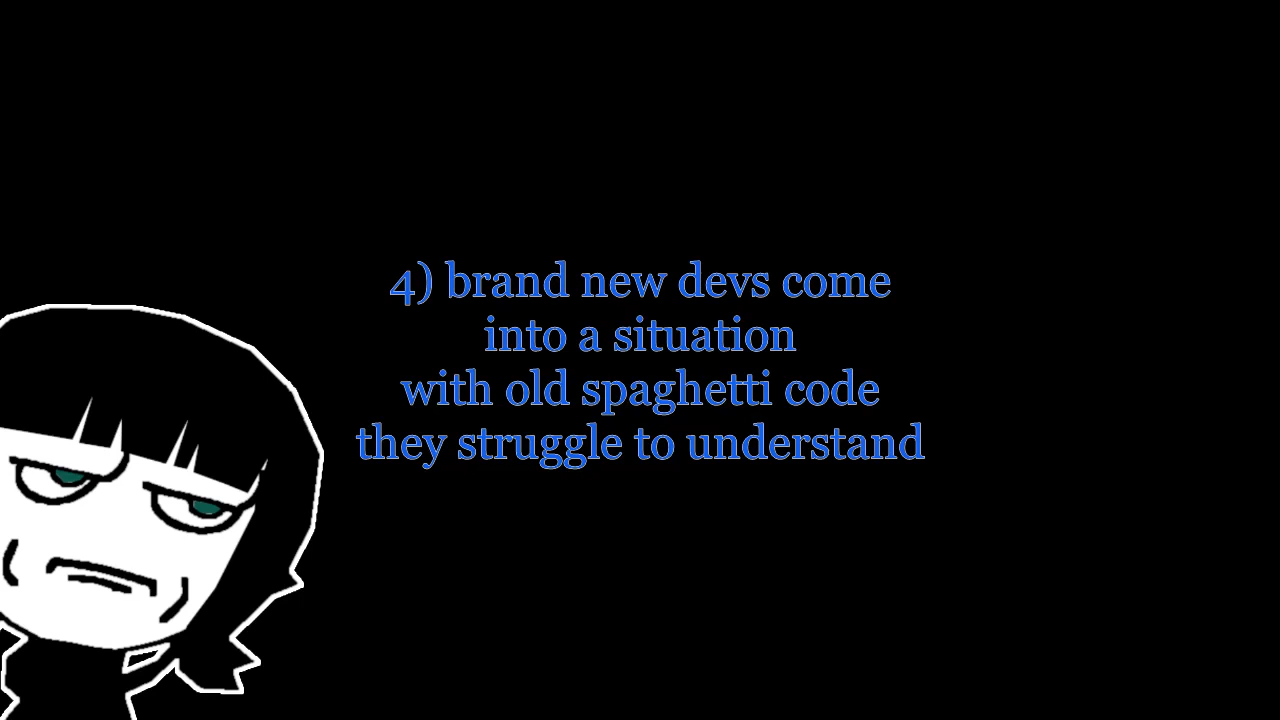 4) brand new devs come
into a situation
with old spaghetti code
they struggle to understand